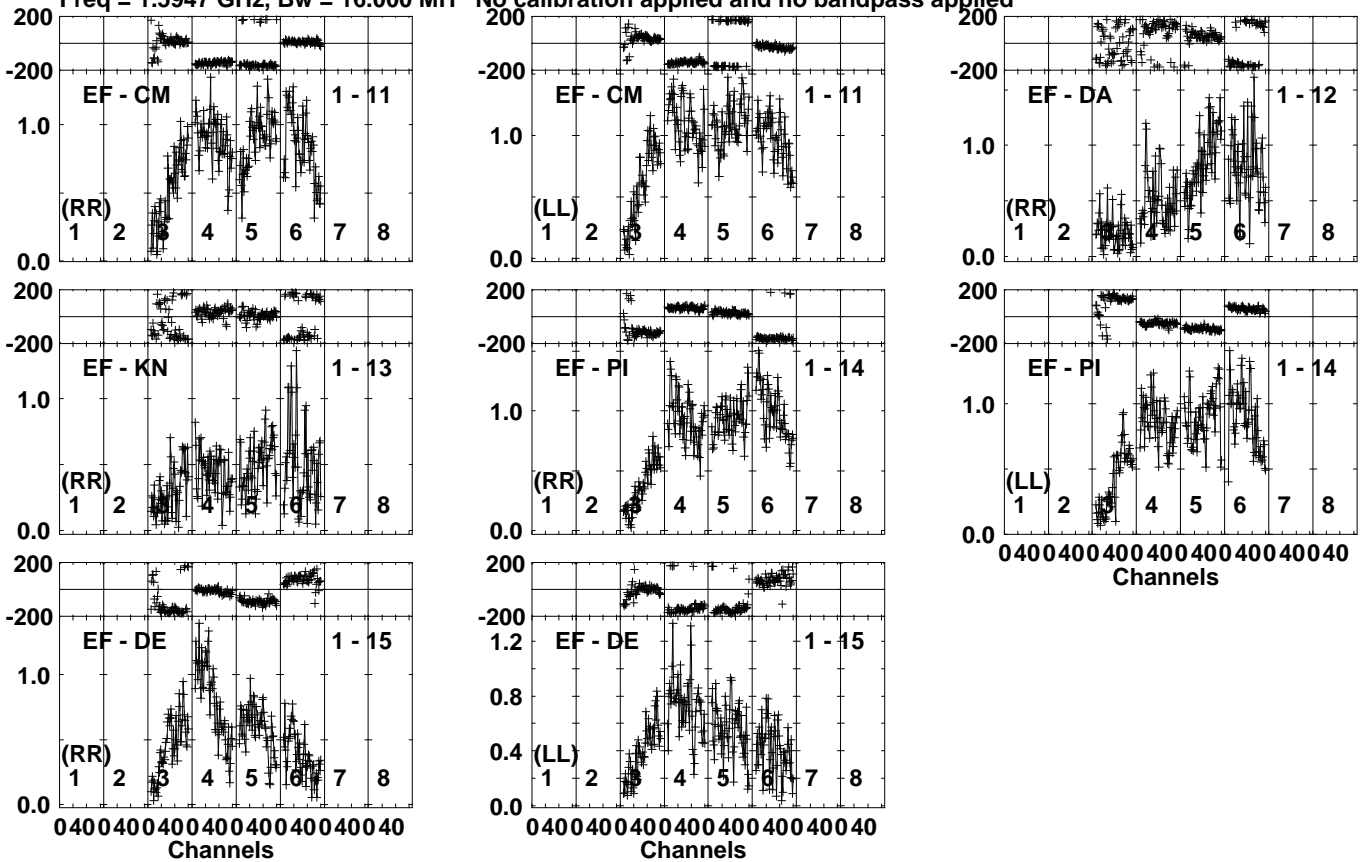 Freq = 1.5947 GHz, Bw = 16.000 MH No calibration applied and no bandpass applied
200
-200
EF - CM 1 - 11
1.0
(RR)
1 2 3 4 5 6 7 8
0.0
200
-200
EF - CM 1 - 11
1.0
(LL)
1 2 3 4 5 6 7 8
0.0
200
-200
EF - DA 1 - 12
1.0
(RR)
1 2 3 4 5 6 7 8
0.0
200
-200
EF - KN 1 - 13
1.0
(RR)
1 2 3 4 5 6 7 8
0.0
200
-200
EF - PI 1 - 14
1.0
(RR)
1 2 3 4 5 6 7 8
0.0
200
-200
EF - PI 1 - 14
1.0
(LL)
1 2 3 4 5 6 7 8
0.0
0 40 0 40 0 40 0 40 0 40 0 40 0 40 0 40
Channels
200
-200
EF - DE 1 - 15
1.0
(RR)
1 2 3 4 5 6 7 8
0.0
0 40 0 40 0 40 0 40 0 40 0 40 0 40 0 40
Channels
200
-200
EF - DE 1 - 15
1.2
0.8
0.4
(LL)
1 2 3 4 5 6 7 8
0.0
0 40 0 40 0 40 0 40 0 40 0 40 0 40 0 40
Channels